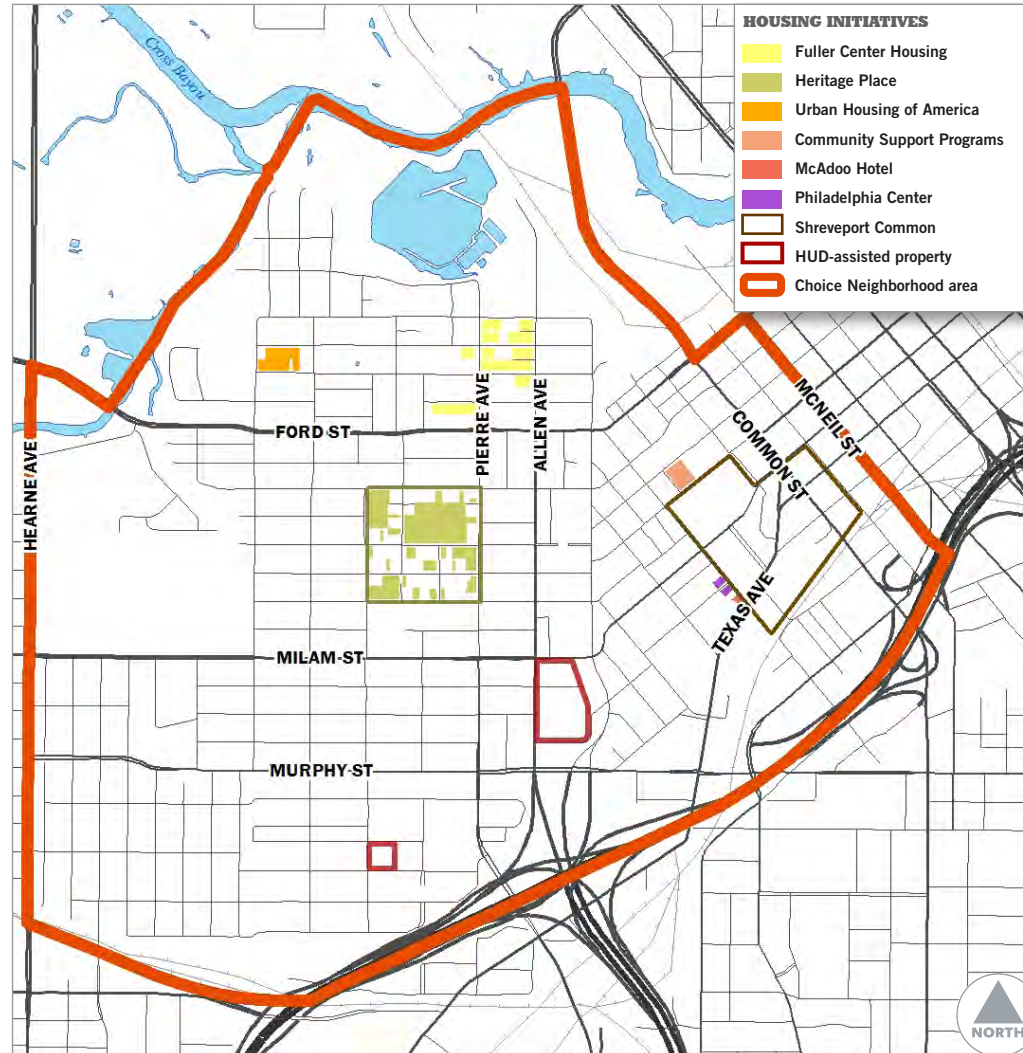 HOUSING INITIATIVES
Fuller Center Housing
Heritage Place
Urban Housing of America
Community Support Programs
McAdoo Hotel
Philadelphia Center
Shreveport Common
HUD-assisted property
Choice Neighborhood area
Cross Bayou
HEARNE AVE
FORD ST
PIERRE AVE
ALLEN AVE
COMMON ST
MCNEIL ST
TEXAS AVE
MILAM ST
MURPHY ST
NORTH